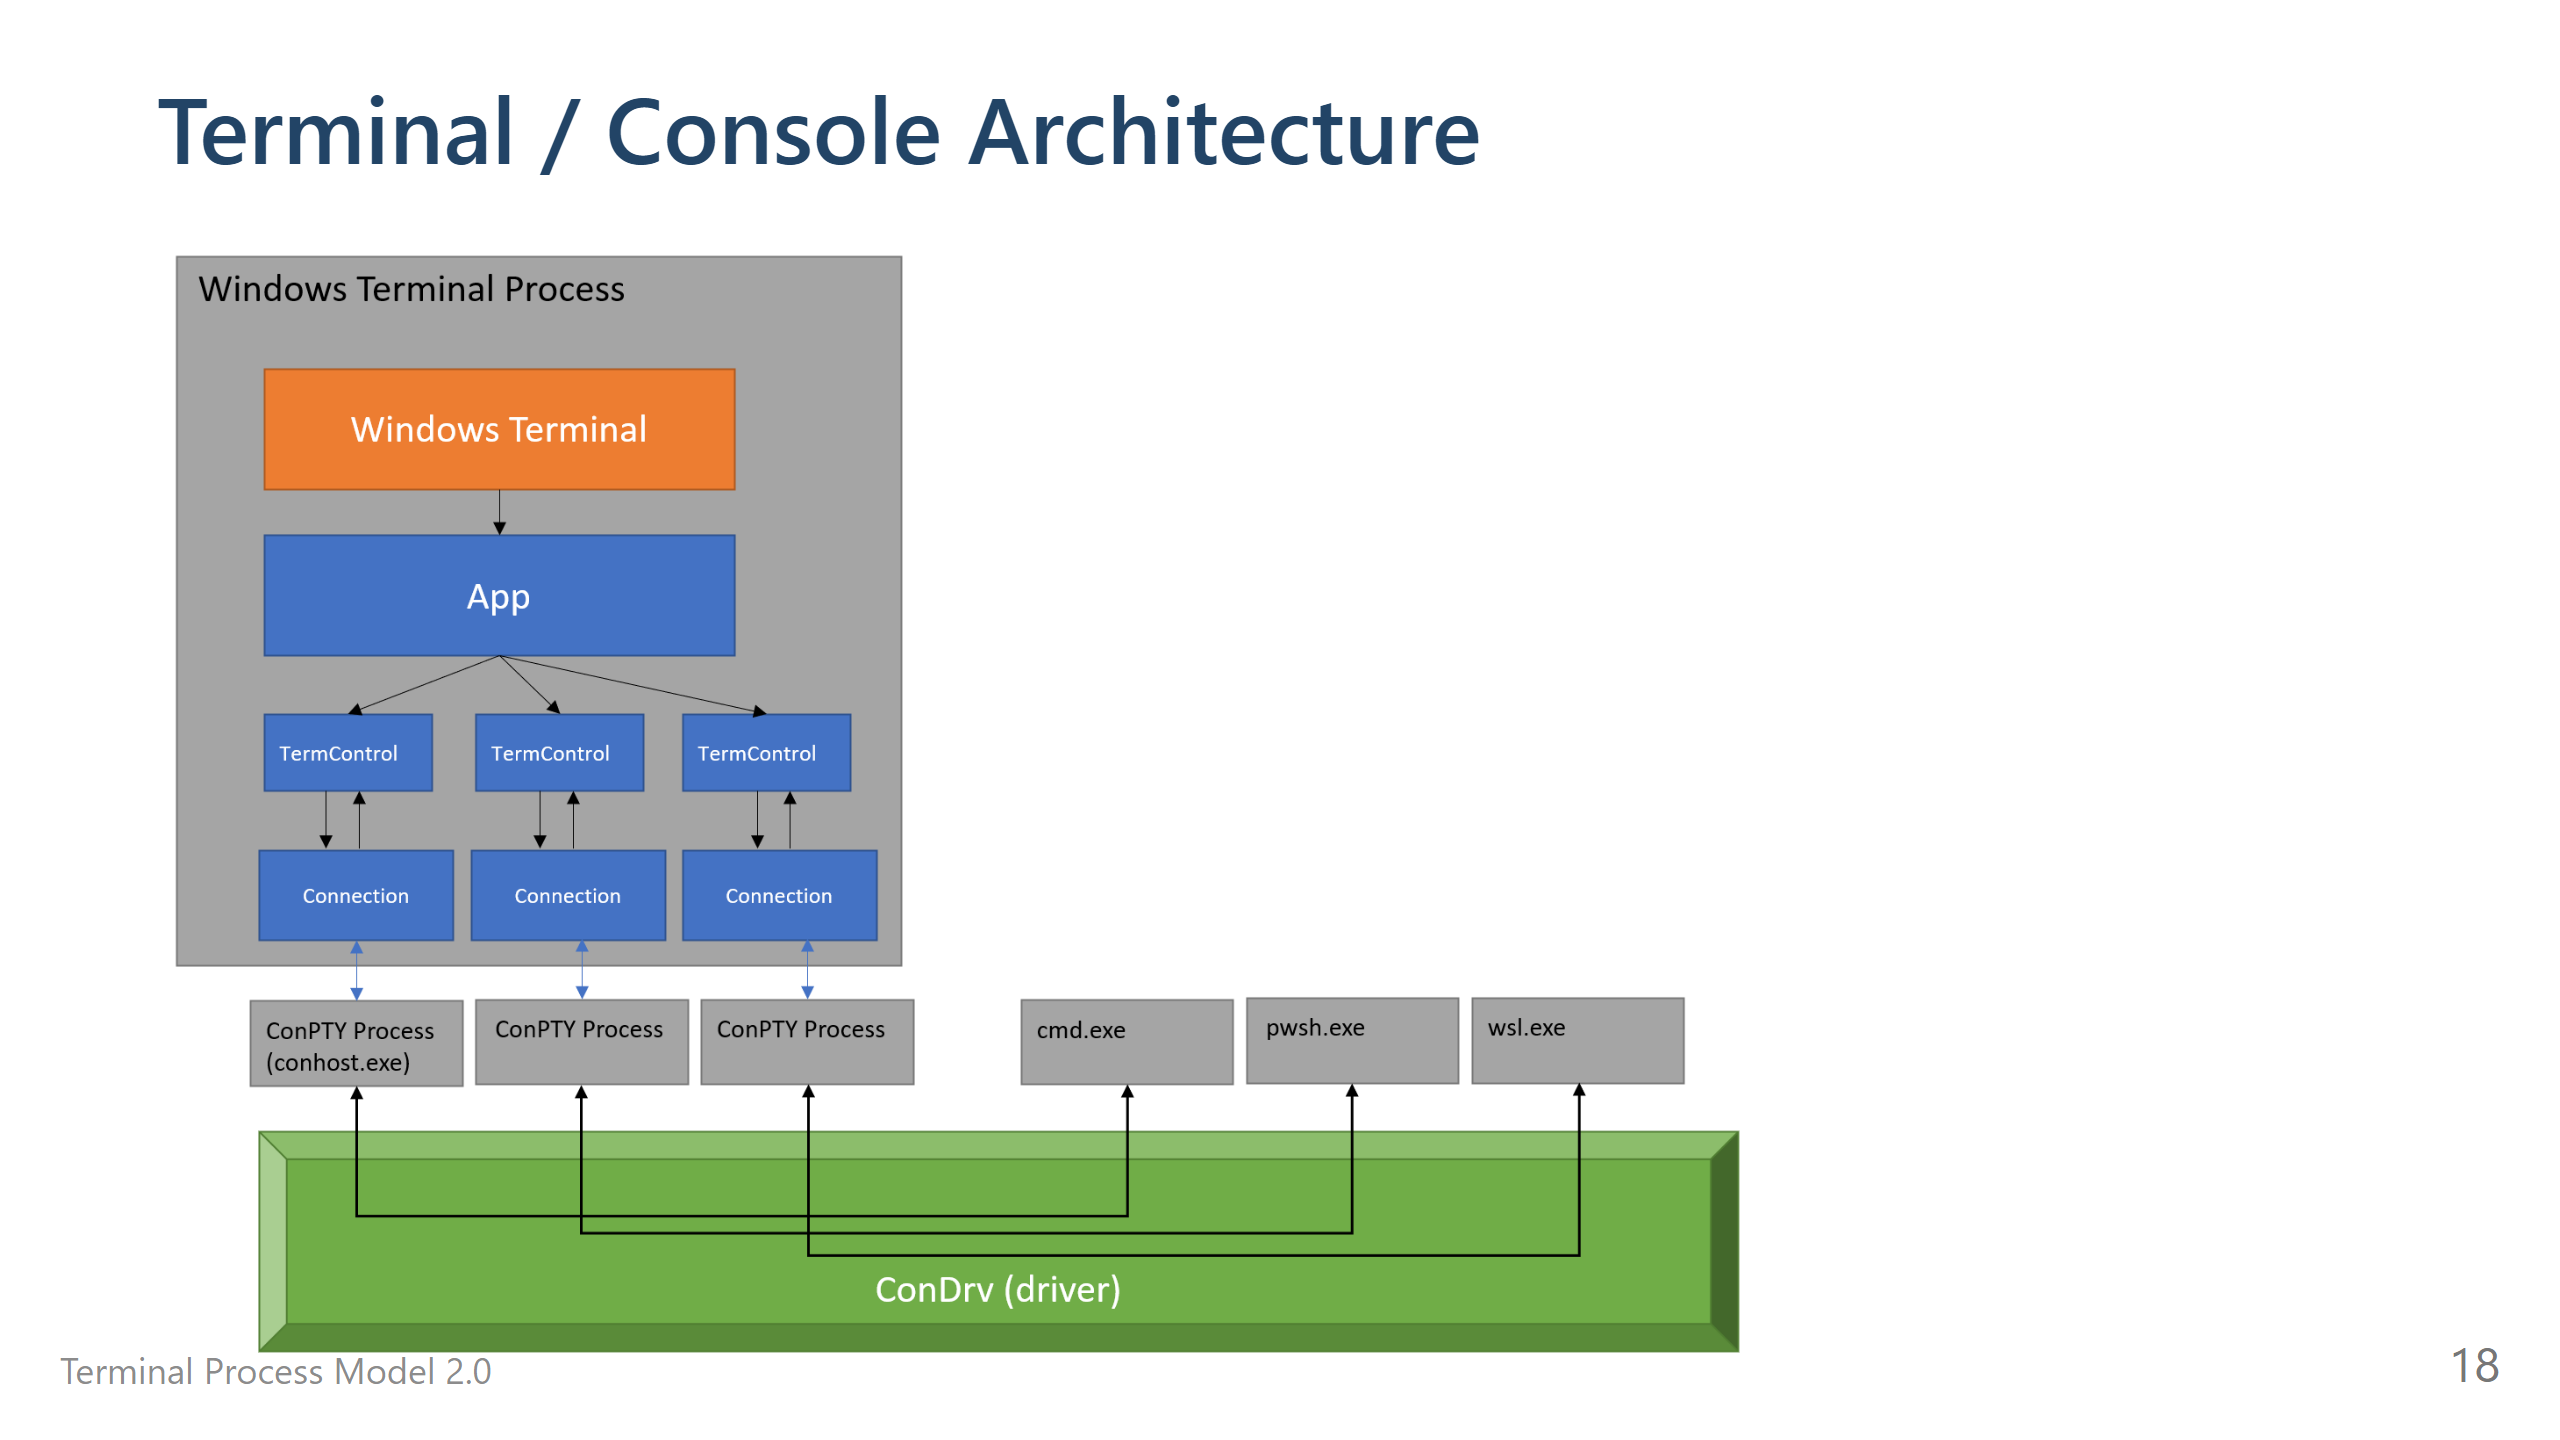 Terminal / Console Architecture
Windows Terminal Process
Windows Terminal
App
TermControl
TermControl
TermControl
Connection
Connection
Connection
ConPTY Process
(conhost.exe)
ConPTY Process
ConPTY Process
cmd.exe
pwsh.exe
wsl.exe
ConDrv (driver)
Terminal Process Model 2.0
18